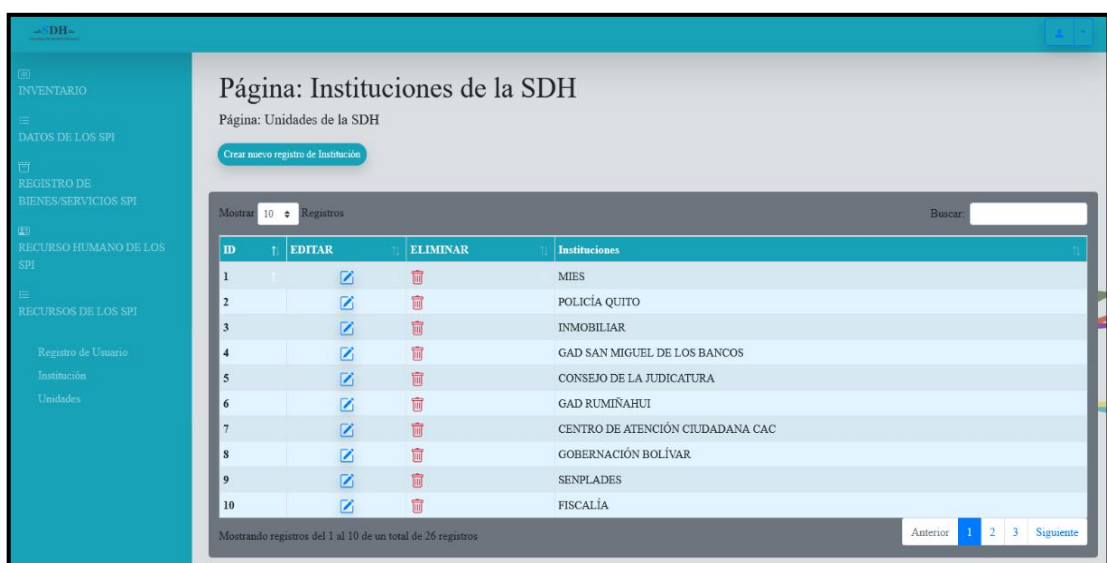 SDH
INVENTARIO
DATOS DE LOS SPI
REGISTRO DE
BIENES/SERVICIOS SPI
RECURSO HUMANO DE LOS
SPI
RECURSOS DE LOS SPI
Registro de Usuario
Institución
Unidades
Página: Instituciones de la SDH
Página: Unidades de la SDH
Crear nuevo registro de Institución
Mostrar 10 Registros Buscar:
ID EDITAR ELIMINAR Instituciones
1 MIES
2 POLICÍA QUITO
3 INMOBILIAR
4 GAD SAN MIGUEL DE LOS BANCOS
5 CONSEJO DE LA JUDICATURA
6 GAD RUMIÑAHUI
7 CENTRO DE ATENCIÓN CIUDADANA CAC
8 GOBERNACIÓN BOLÍVAR
9 SENPLADES
10 FISCALÍA
Mostrando registros del 1 al 10 de un total de 26 registros
Anterior 1 2 3 Siguiente